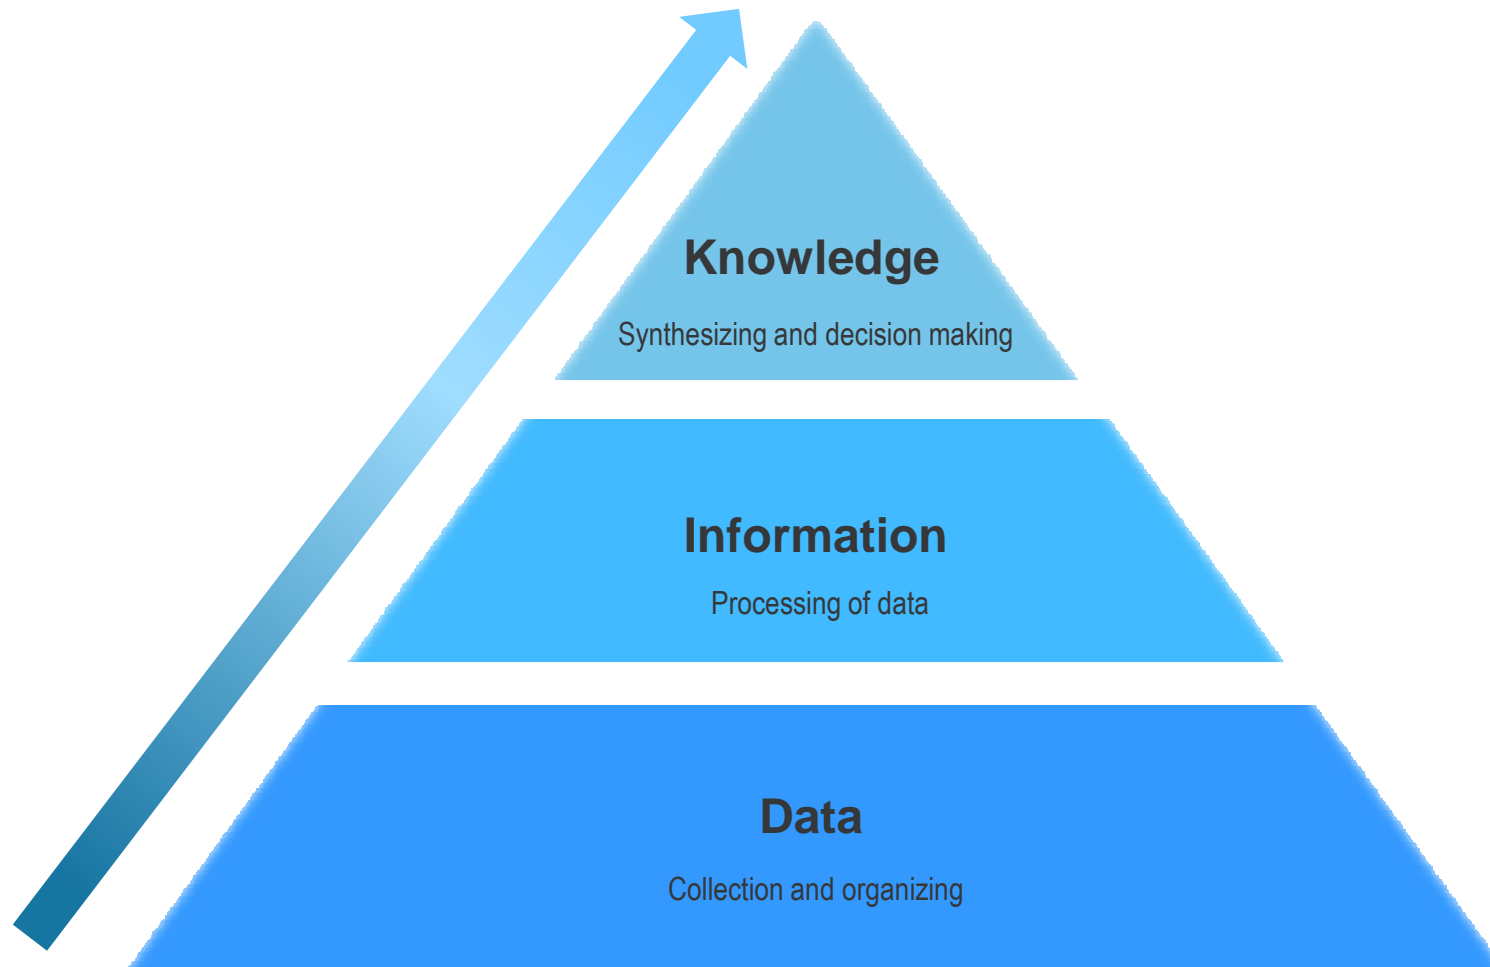 Knowledge
Synthesizing and decision making
Information
Processing of data
Data
Collection and organizing